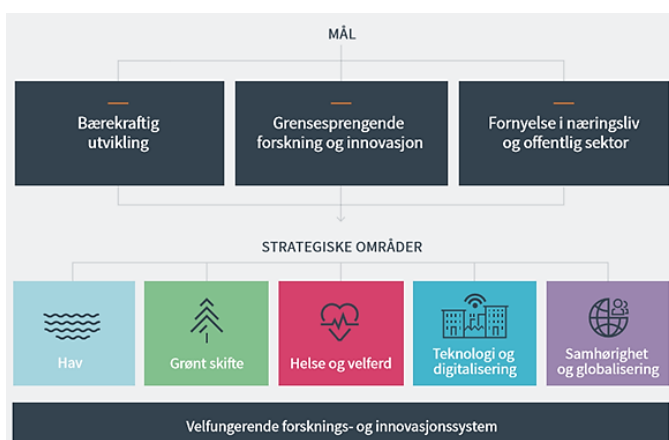 MÅL
Bærekraftig
utvikling
Grensesprengende
forskning og innovasjon
Fornyelse i næringsliv
og offentlig sektor
STRATEGISKE OMRÅDER
Hav
Grønt skifte
Helse og velferd
Teknologi og
digitalisering
Samhørighet
og globalisering
Velfungerende forsknings- og innovasjonssystem